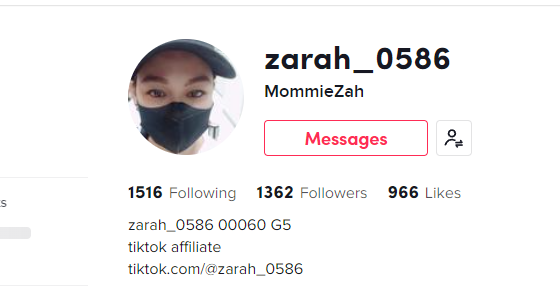 zarah_0586
MommieZah
Messages
1516 Following 1362 Followers 966 Likes
zarah_0586 00060 G5
tiktok affiliate
tiktok.com/@zarah_0586